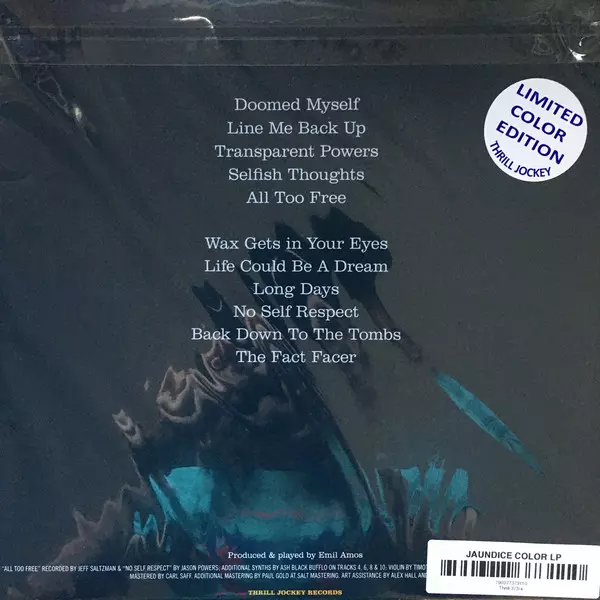 LIMITED
COLOR
EDITION
THRILL JOCKEY
Doomed Myself
Line Me Back Up
Transparent Powers
Selfish Thoughts
All Too Free
Wax Gets in Your Eyes
Life Could Be A Dream
Long Days
No Self Respect
Back Down To The Tombs
The Fact Facer
Produced & played by Emil Amos
"ALL TOO FREE" RECORDED BY JEFF SALTZMAN & "NO SELF RESPECT" BY JASON POWERS; ADDITIONAL SYNTHS BY ASH BLACK BUFFLO ON TRACKS 4, 6, 8 & 10; VIOLIN BY TIMOT
MASTERED BY CARL SAFF. ADDITIONAL MASTERING BY PAUL GOLD AT SALT MASTERING. ART ASSISTANCE BY ALEX HALL AND
THRILL JOCKEY RECORDS
JAUNDICE COLOR LP